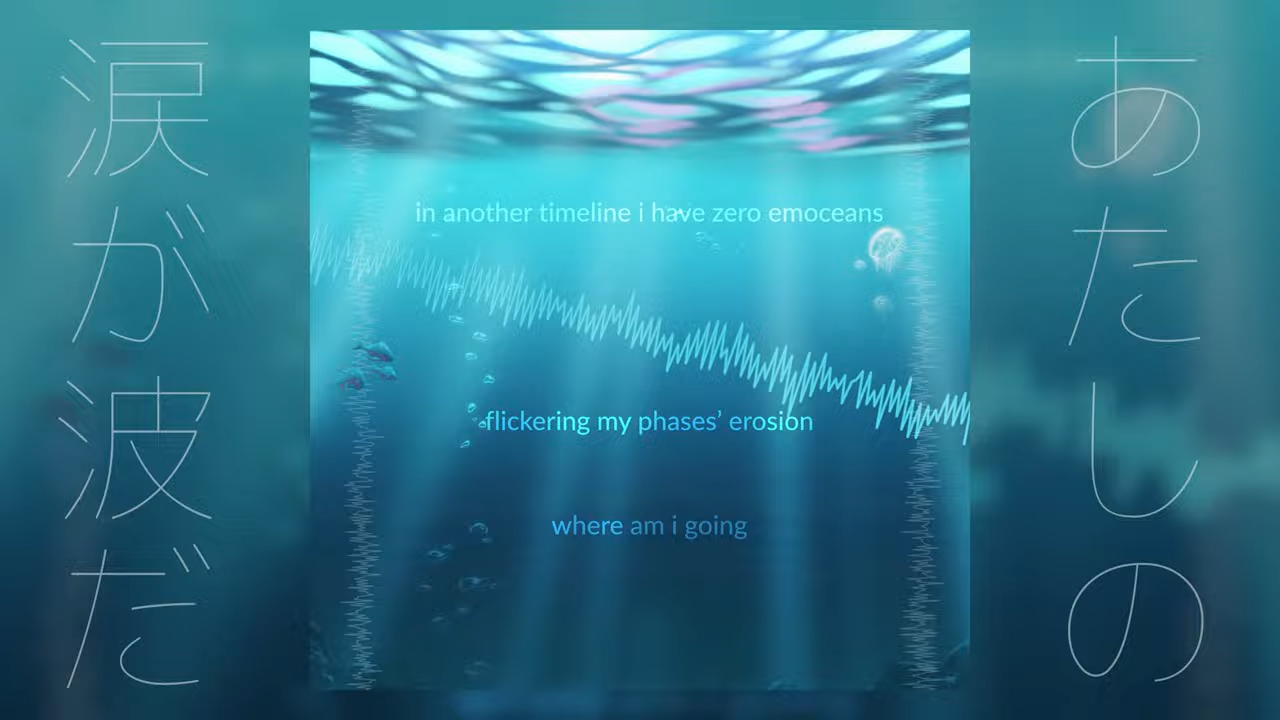 あたしの
涙が波だ
in another timeline i have zero emoceans
flickering my phases’ erosion
where am i going